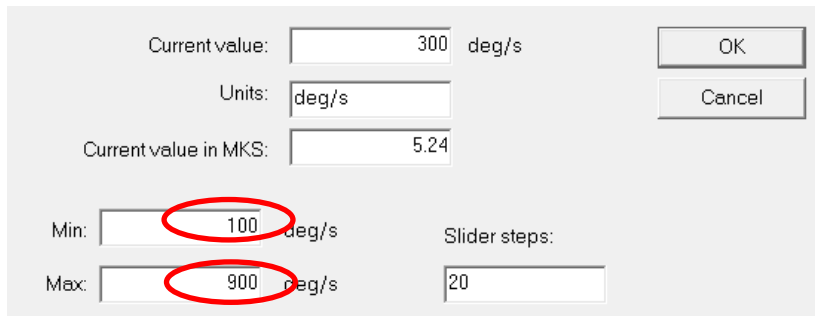 Current value: 300 deg/s OK
Units: deg/s Cancel
Current value in MKS: 5.24
Min: 100 deg/s Slider steps:
Max: 900 deg/s 20